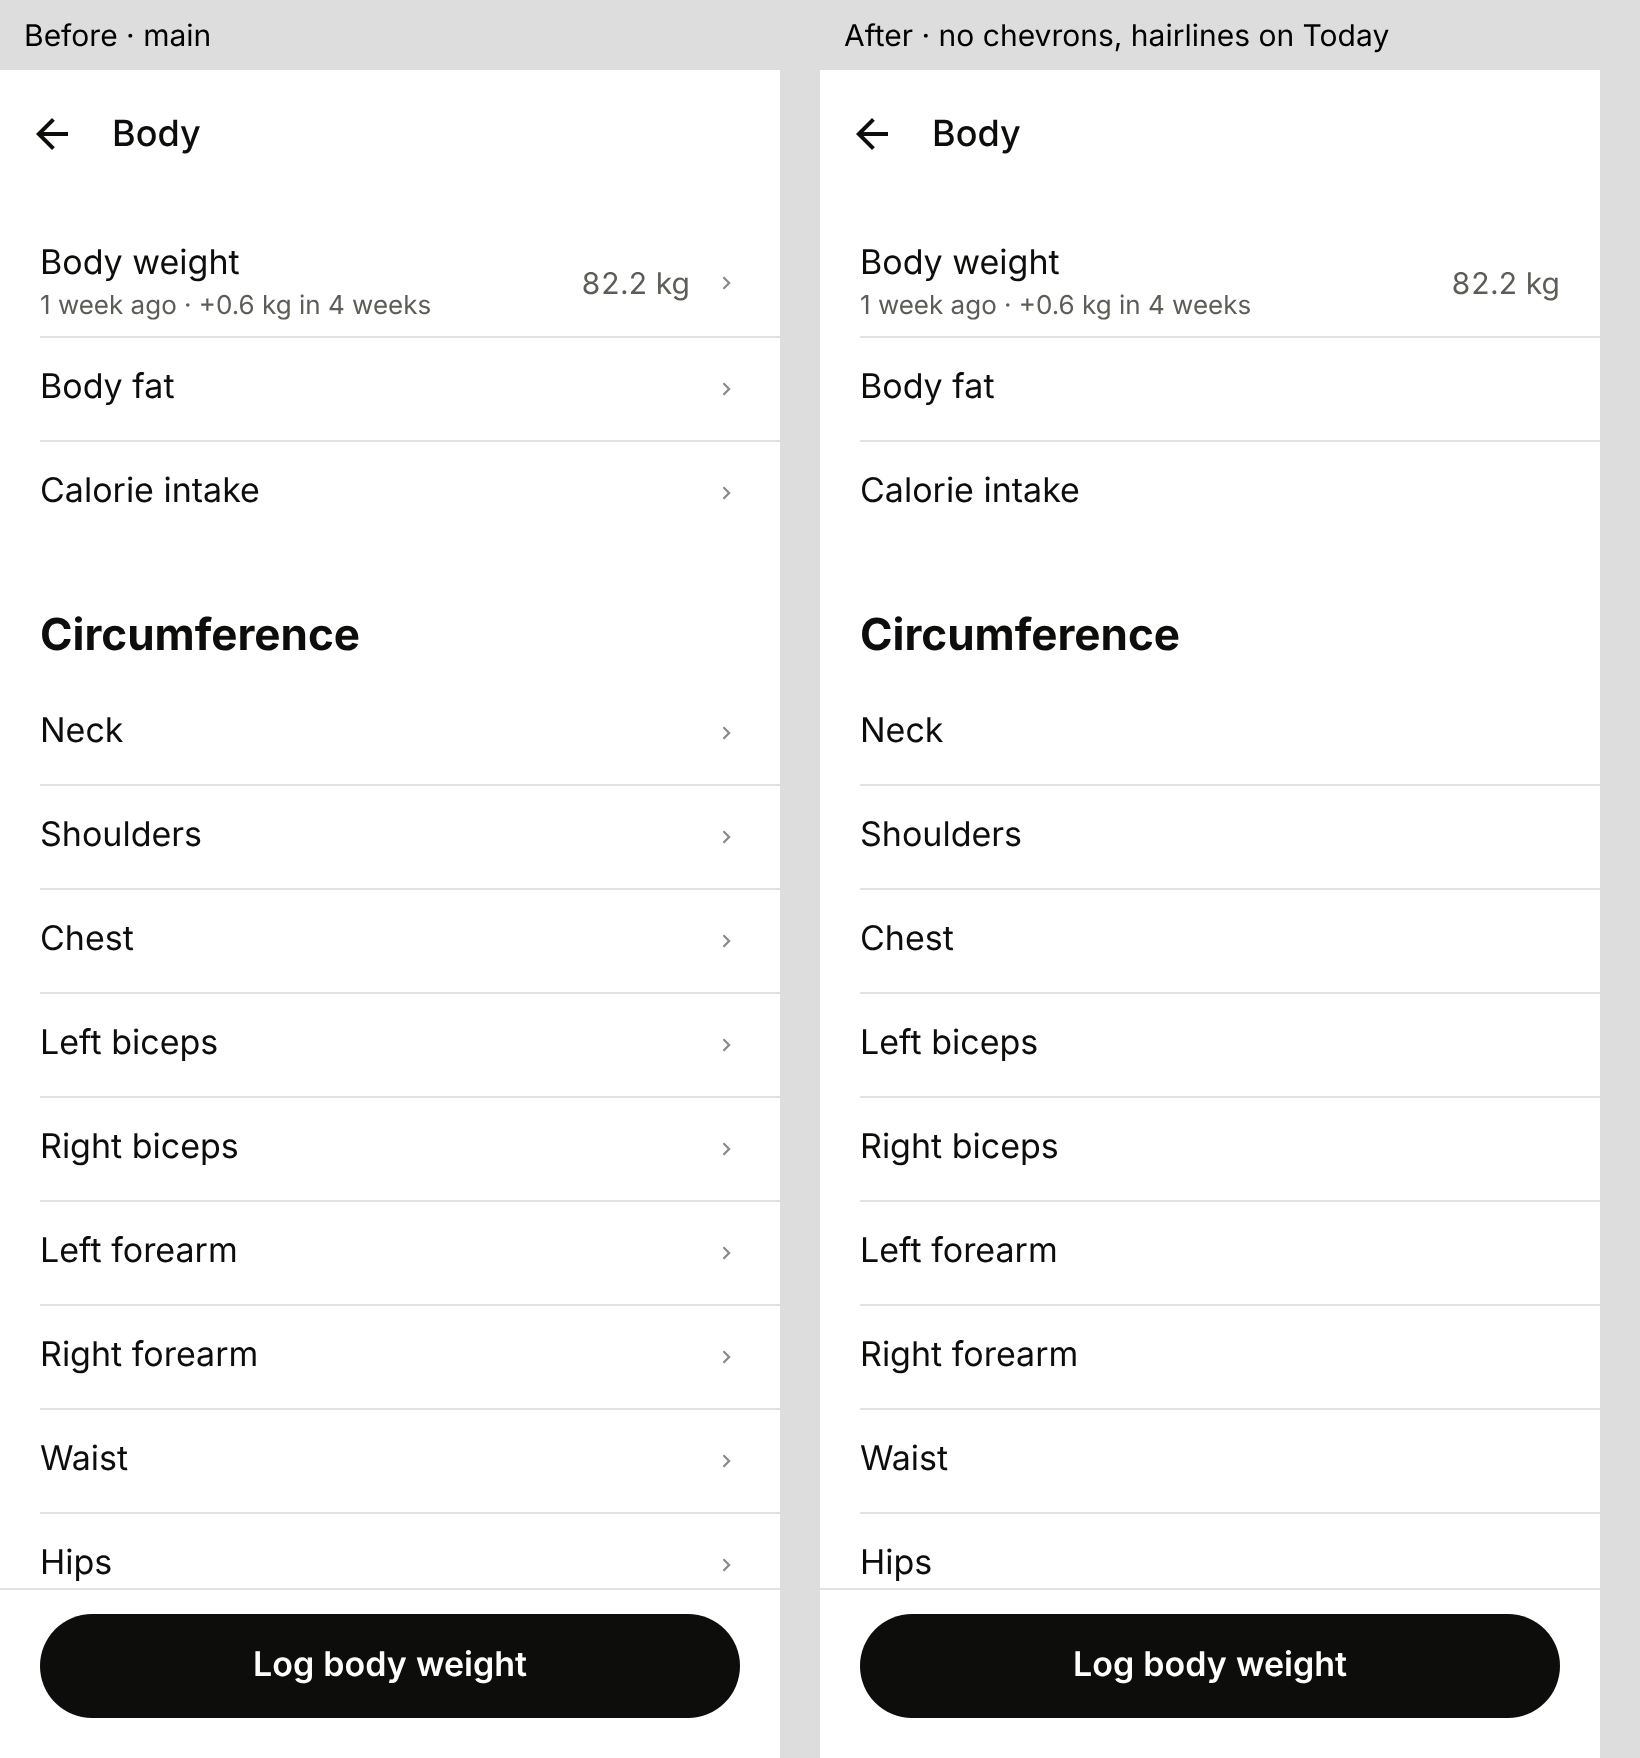 Before · main
Body
Body weight
82.2 kg
1 week ago · +0.6 kg in 4 weeks
Body fat
Calorie intake
Circumference
Neck
Shoulders
Chest
Left biceps
Right biceps
Left forearm
Right forearm
Waist
Hips
Log body weight
After · no chevrons, hairlines on Today
Body
Body weight
82.2 kg
1 week ago · +0.6 kg in 4 weeks
Body fat
Calorie intake
Circumference
Neck
Shoulders
Chest
Left biceps
Right biceps
Left forearm
Right forearm
Waist
Hips
Log body weight